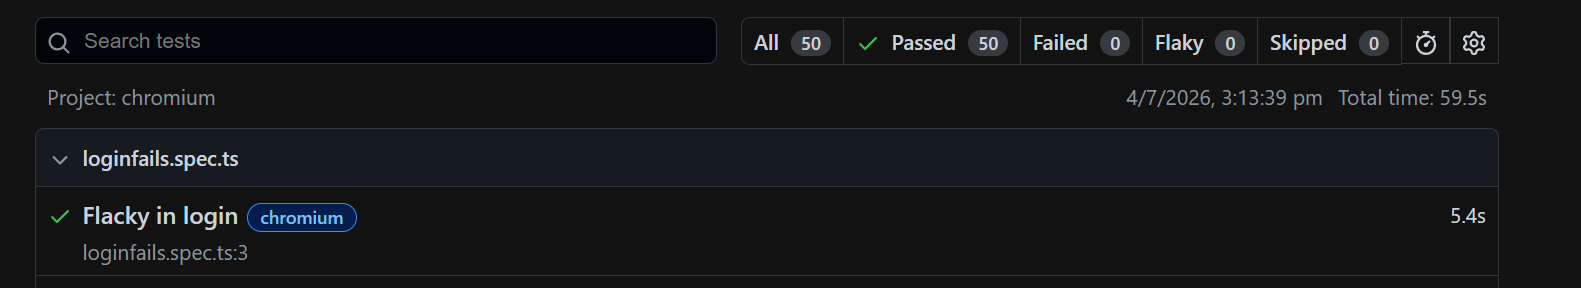 Search tests
All 50 Passed 50 Failed 0 Flaky 0 Skipped 0
Project: chromium 4/7/2026, 3:13:39 pm Total time: 59.5s
loginfails.spec.ts
Flacky in login chromium 5.4s
loginfails.spec.ts:3